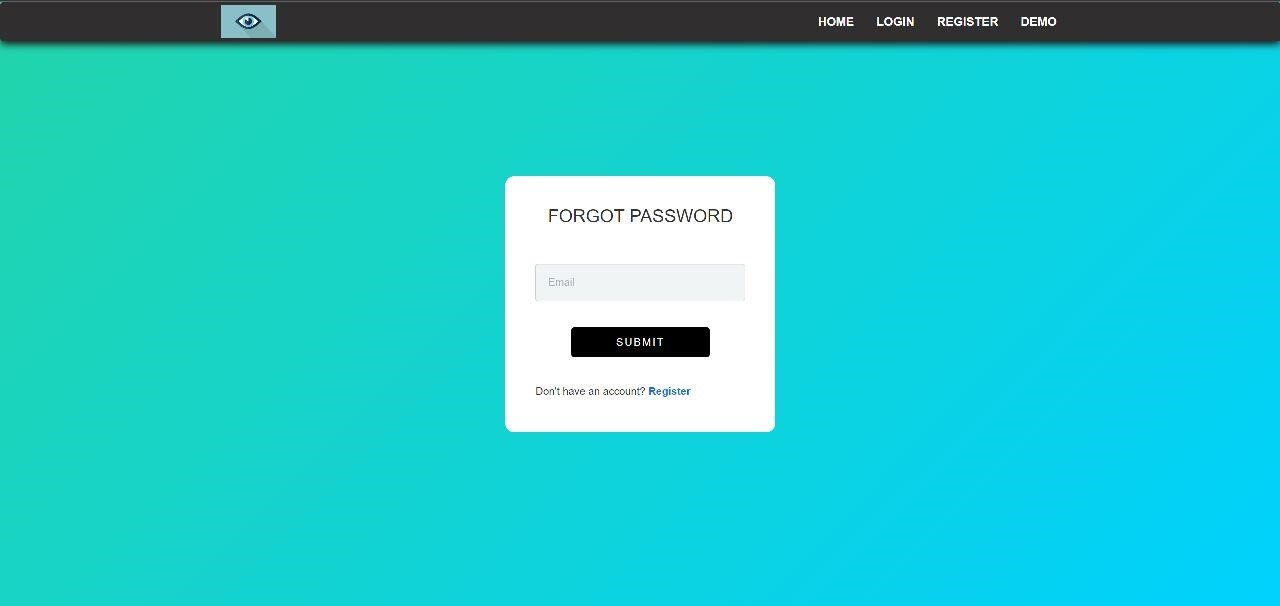 HOME LOGIN REGISTER DEMO
FORGOT PASSWORD
Email
SUBMIT
Don't have an account? Register